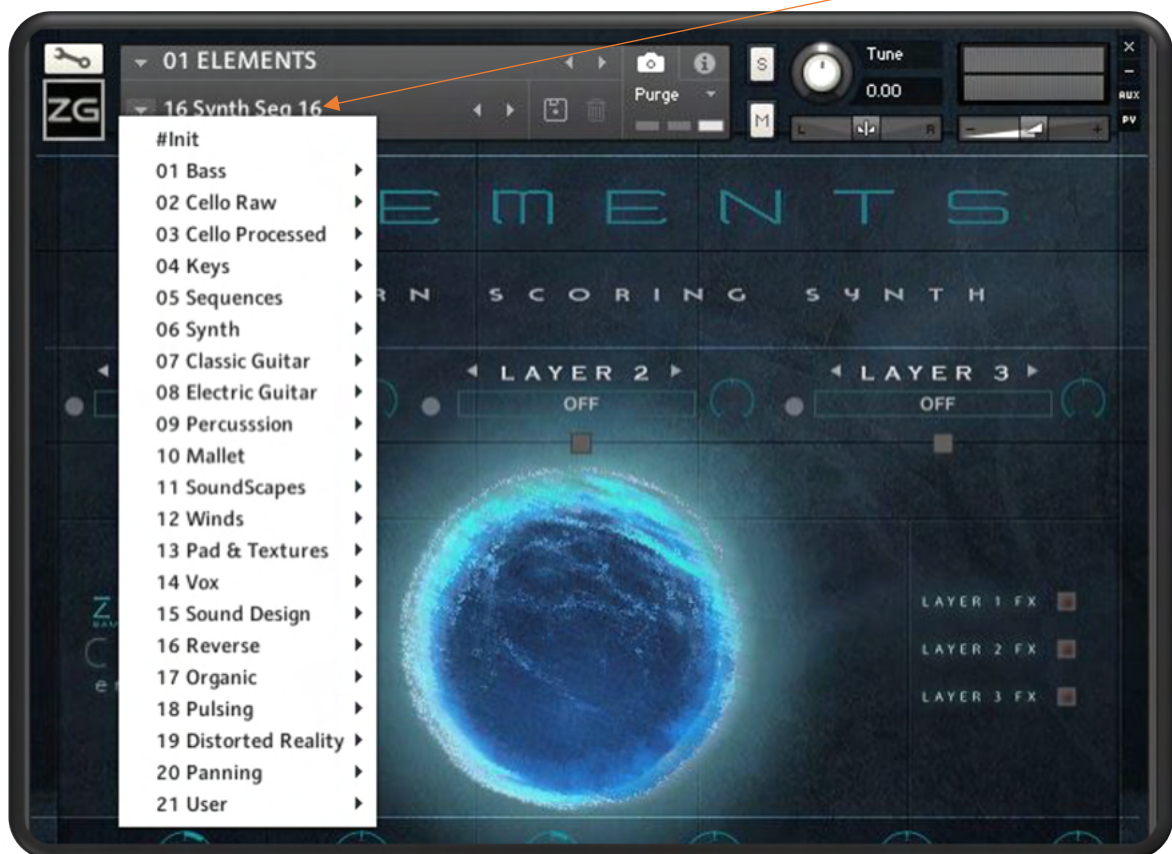 01 ELEMENTS
ZG
16 Synth Seq 16
Purge
S
M
Tune
0.00
L
R
-
+
×
-
AUX
PV
#Init
01 Bass
02 Cello Raw
03 Cello Processed
04 Keys
05 Sequences
06 Synth
07 Classic Guitar
08 Electric Guitar
09 Percusssion
10 Mallet
11 SoundScapes
12 Winds
13 Pad & Textures
14 Vox
15 Sound Design
16 Reverse
17 Organic
18 Pulsing
19 Distorted Reality
20 Panning
21 User
EMENTS
RN SCORING SYNTH
LAYER 2
OFF
LAYER 3
OFF
LAYER 1 FX
LAYER 2 FX
LAYER 3 FX